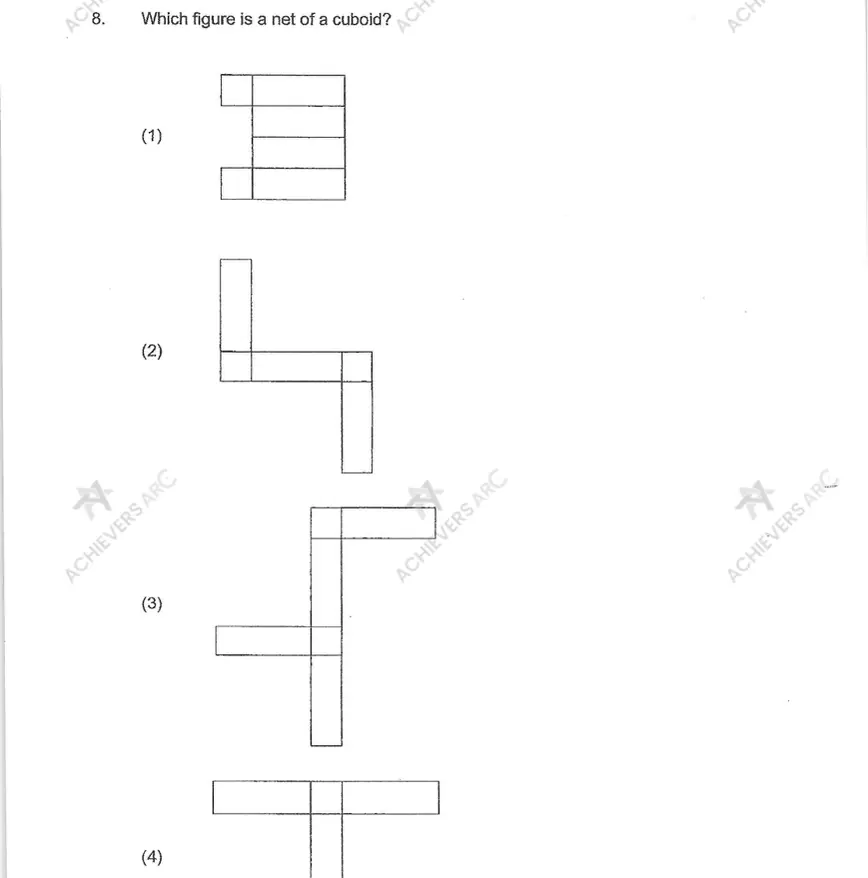 8. Which figure is a net of a cuboid?
(1)
(2)
ACHIEVERS ARC
ACHIEVERS ARC
ACHIEVERS ARC
(3)
(4)